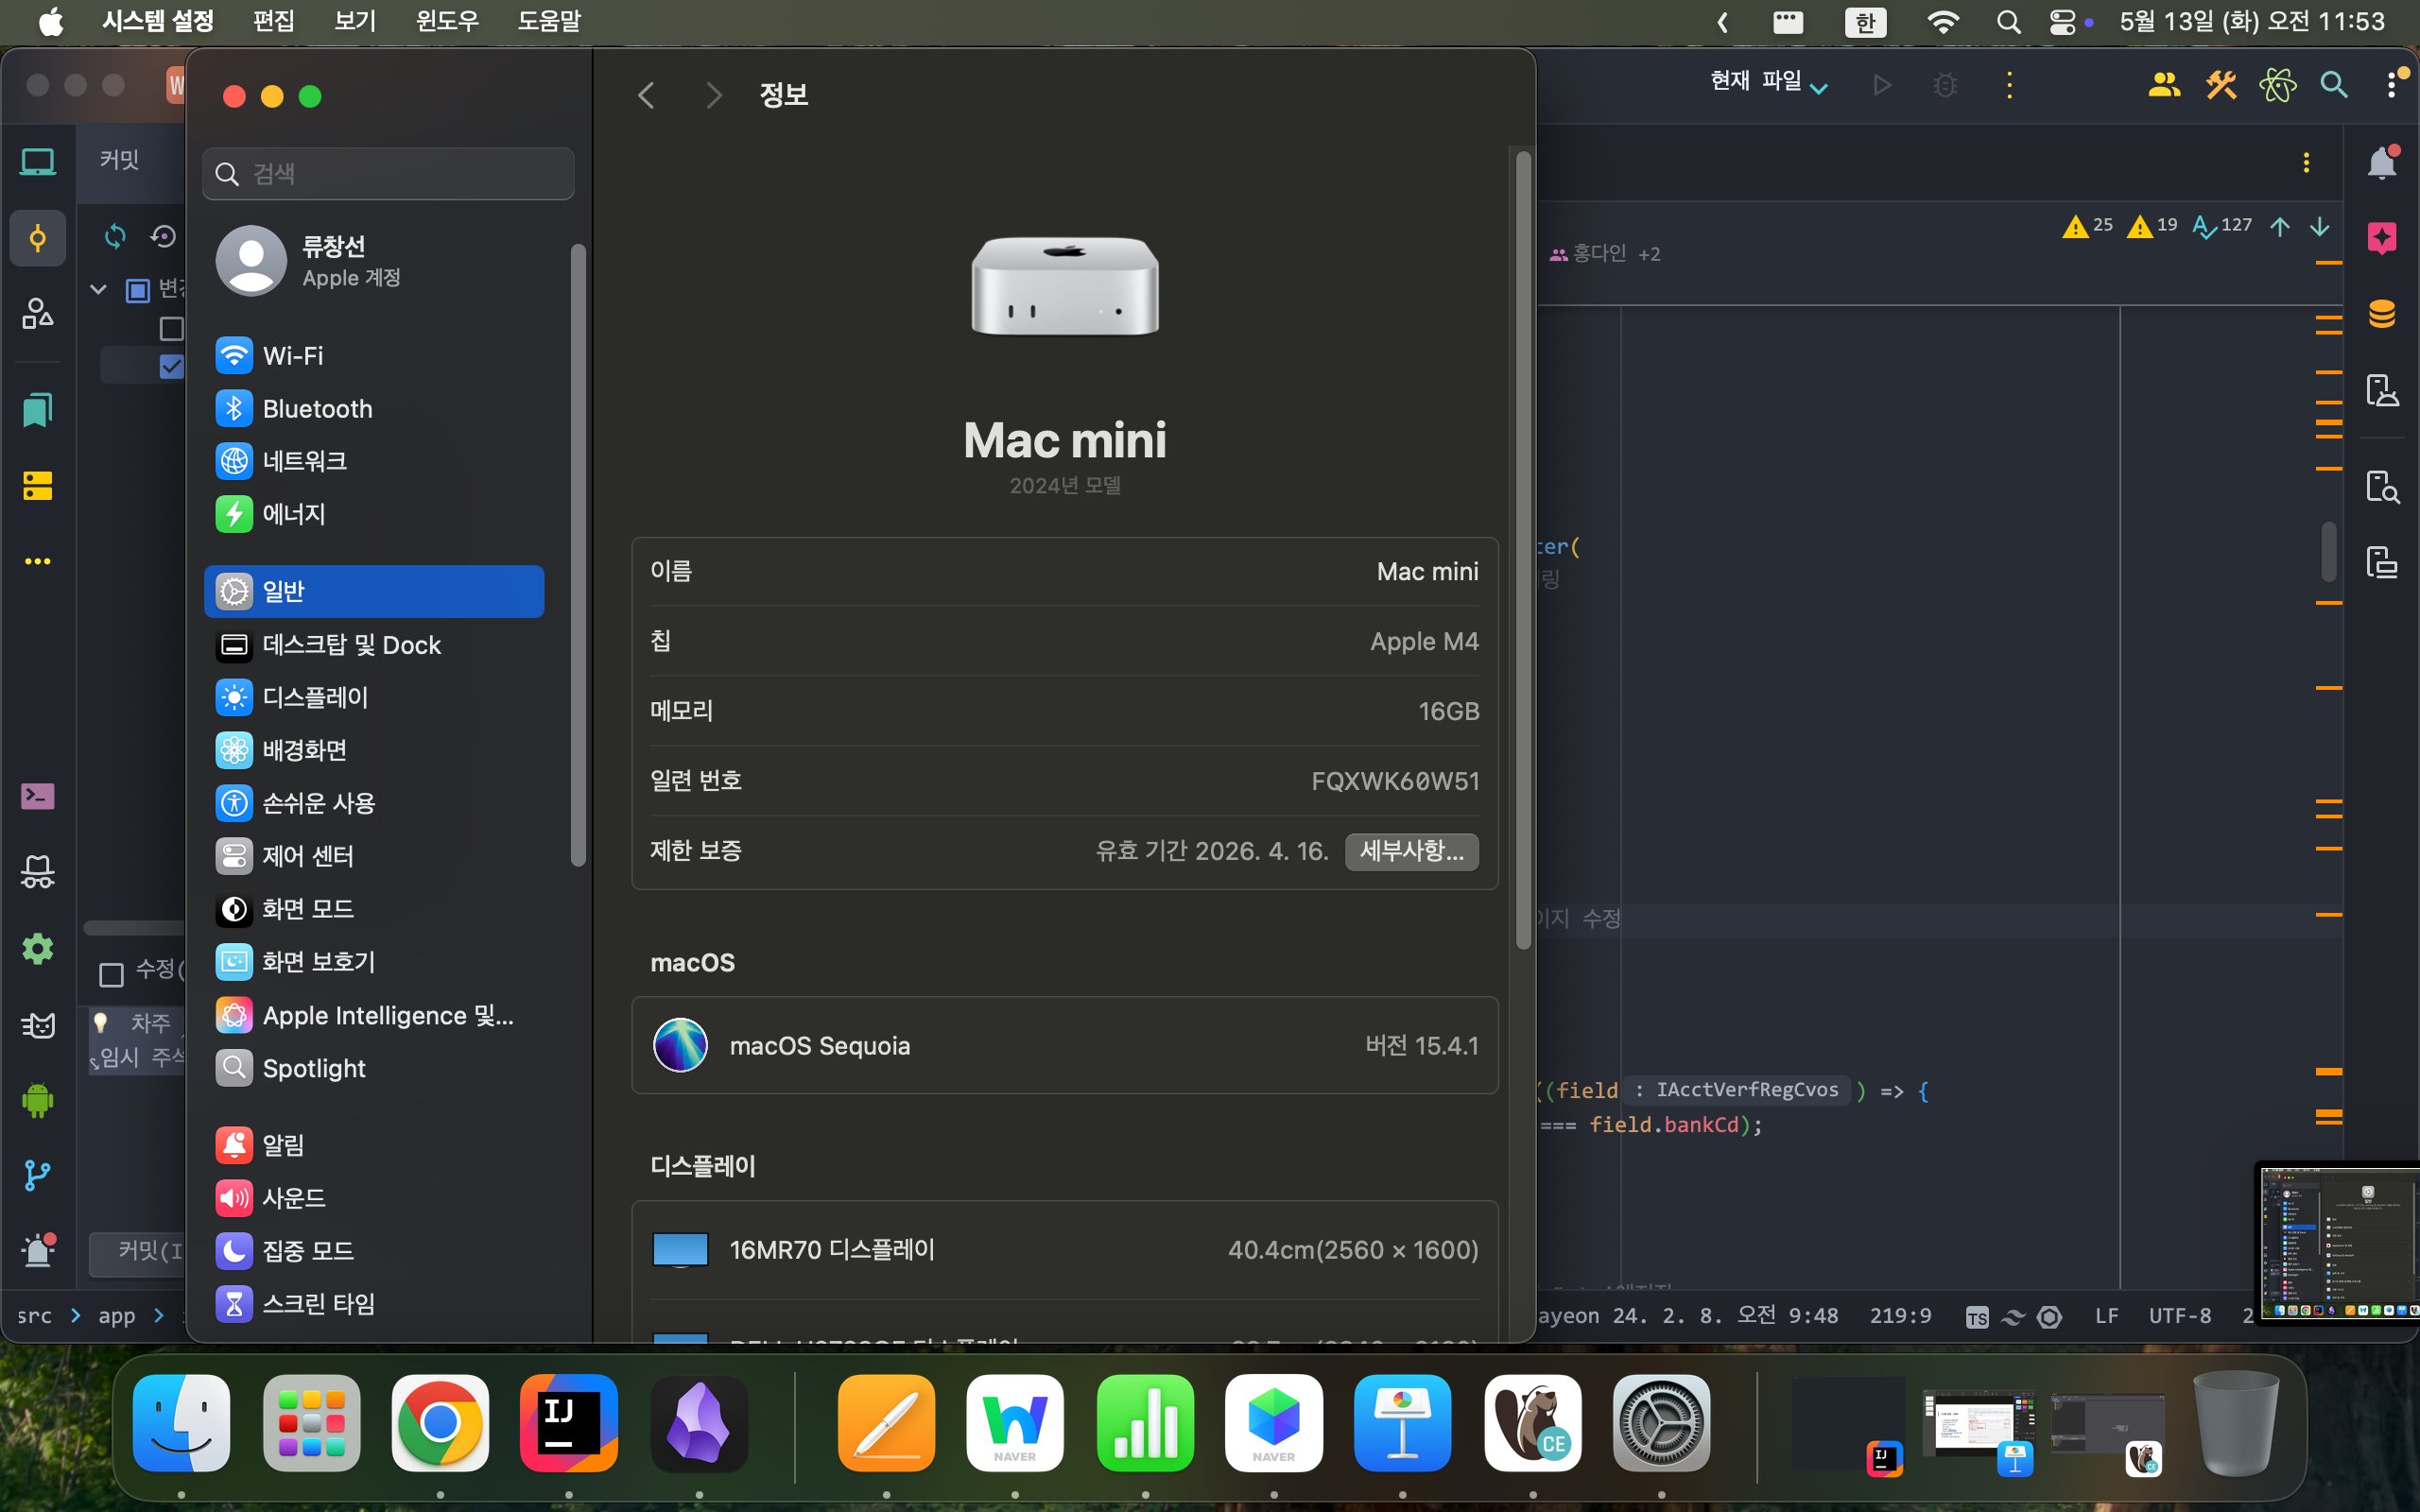 시스템 설정 편집 보기 윈도우 도움말
한
5월 13일 (화) 오전 11:53
W
현재 파일
커밋
25 19 127
홍다인 +2
수정(
차주
임시 주석
커밋(I
src
app
정보
검색
류창선
Apple 계정
Wi-Fi
Bluetooth
네트워크
에너지
일반
데스크탑 및 Dock
디스플레이
배경화면
손쉬운 사용
제어 센터
화면 모드
화면 보호기
Apple Intelligence 및...
Spotlight
알림
사운드
집중 모드
스크린 타임
Mac mini
2024년 모델
이름 Mac mini
칩 Apple M4
메모리 16GB
일련 번호 FQXWK60W51
제한 보증 유효 기간 2026. 4. 16. 세부사항...
macOS
macOS Sequoia 버전 15.4.1
디스플레이
16MR70 디스플레이 40.4cm(2560 × 1600)
ter(
링
이지 수정
((field : IAcctVerfRegCvos ) => {
=== field.bankCd);
ayeon 24. 2. 8. 오전 9:48 219:9 TS LF UTF-8 2
IJ
NAVER
NAVER
CE
IJ
CE